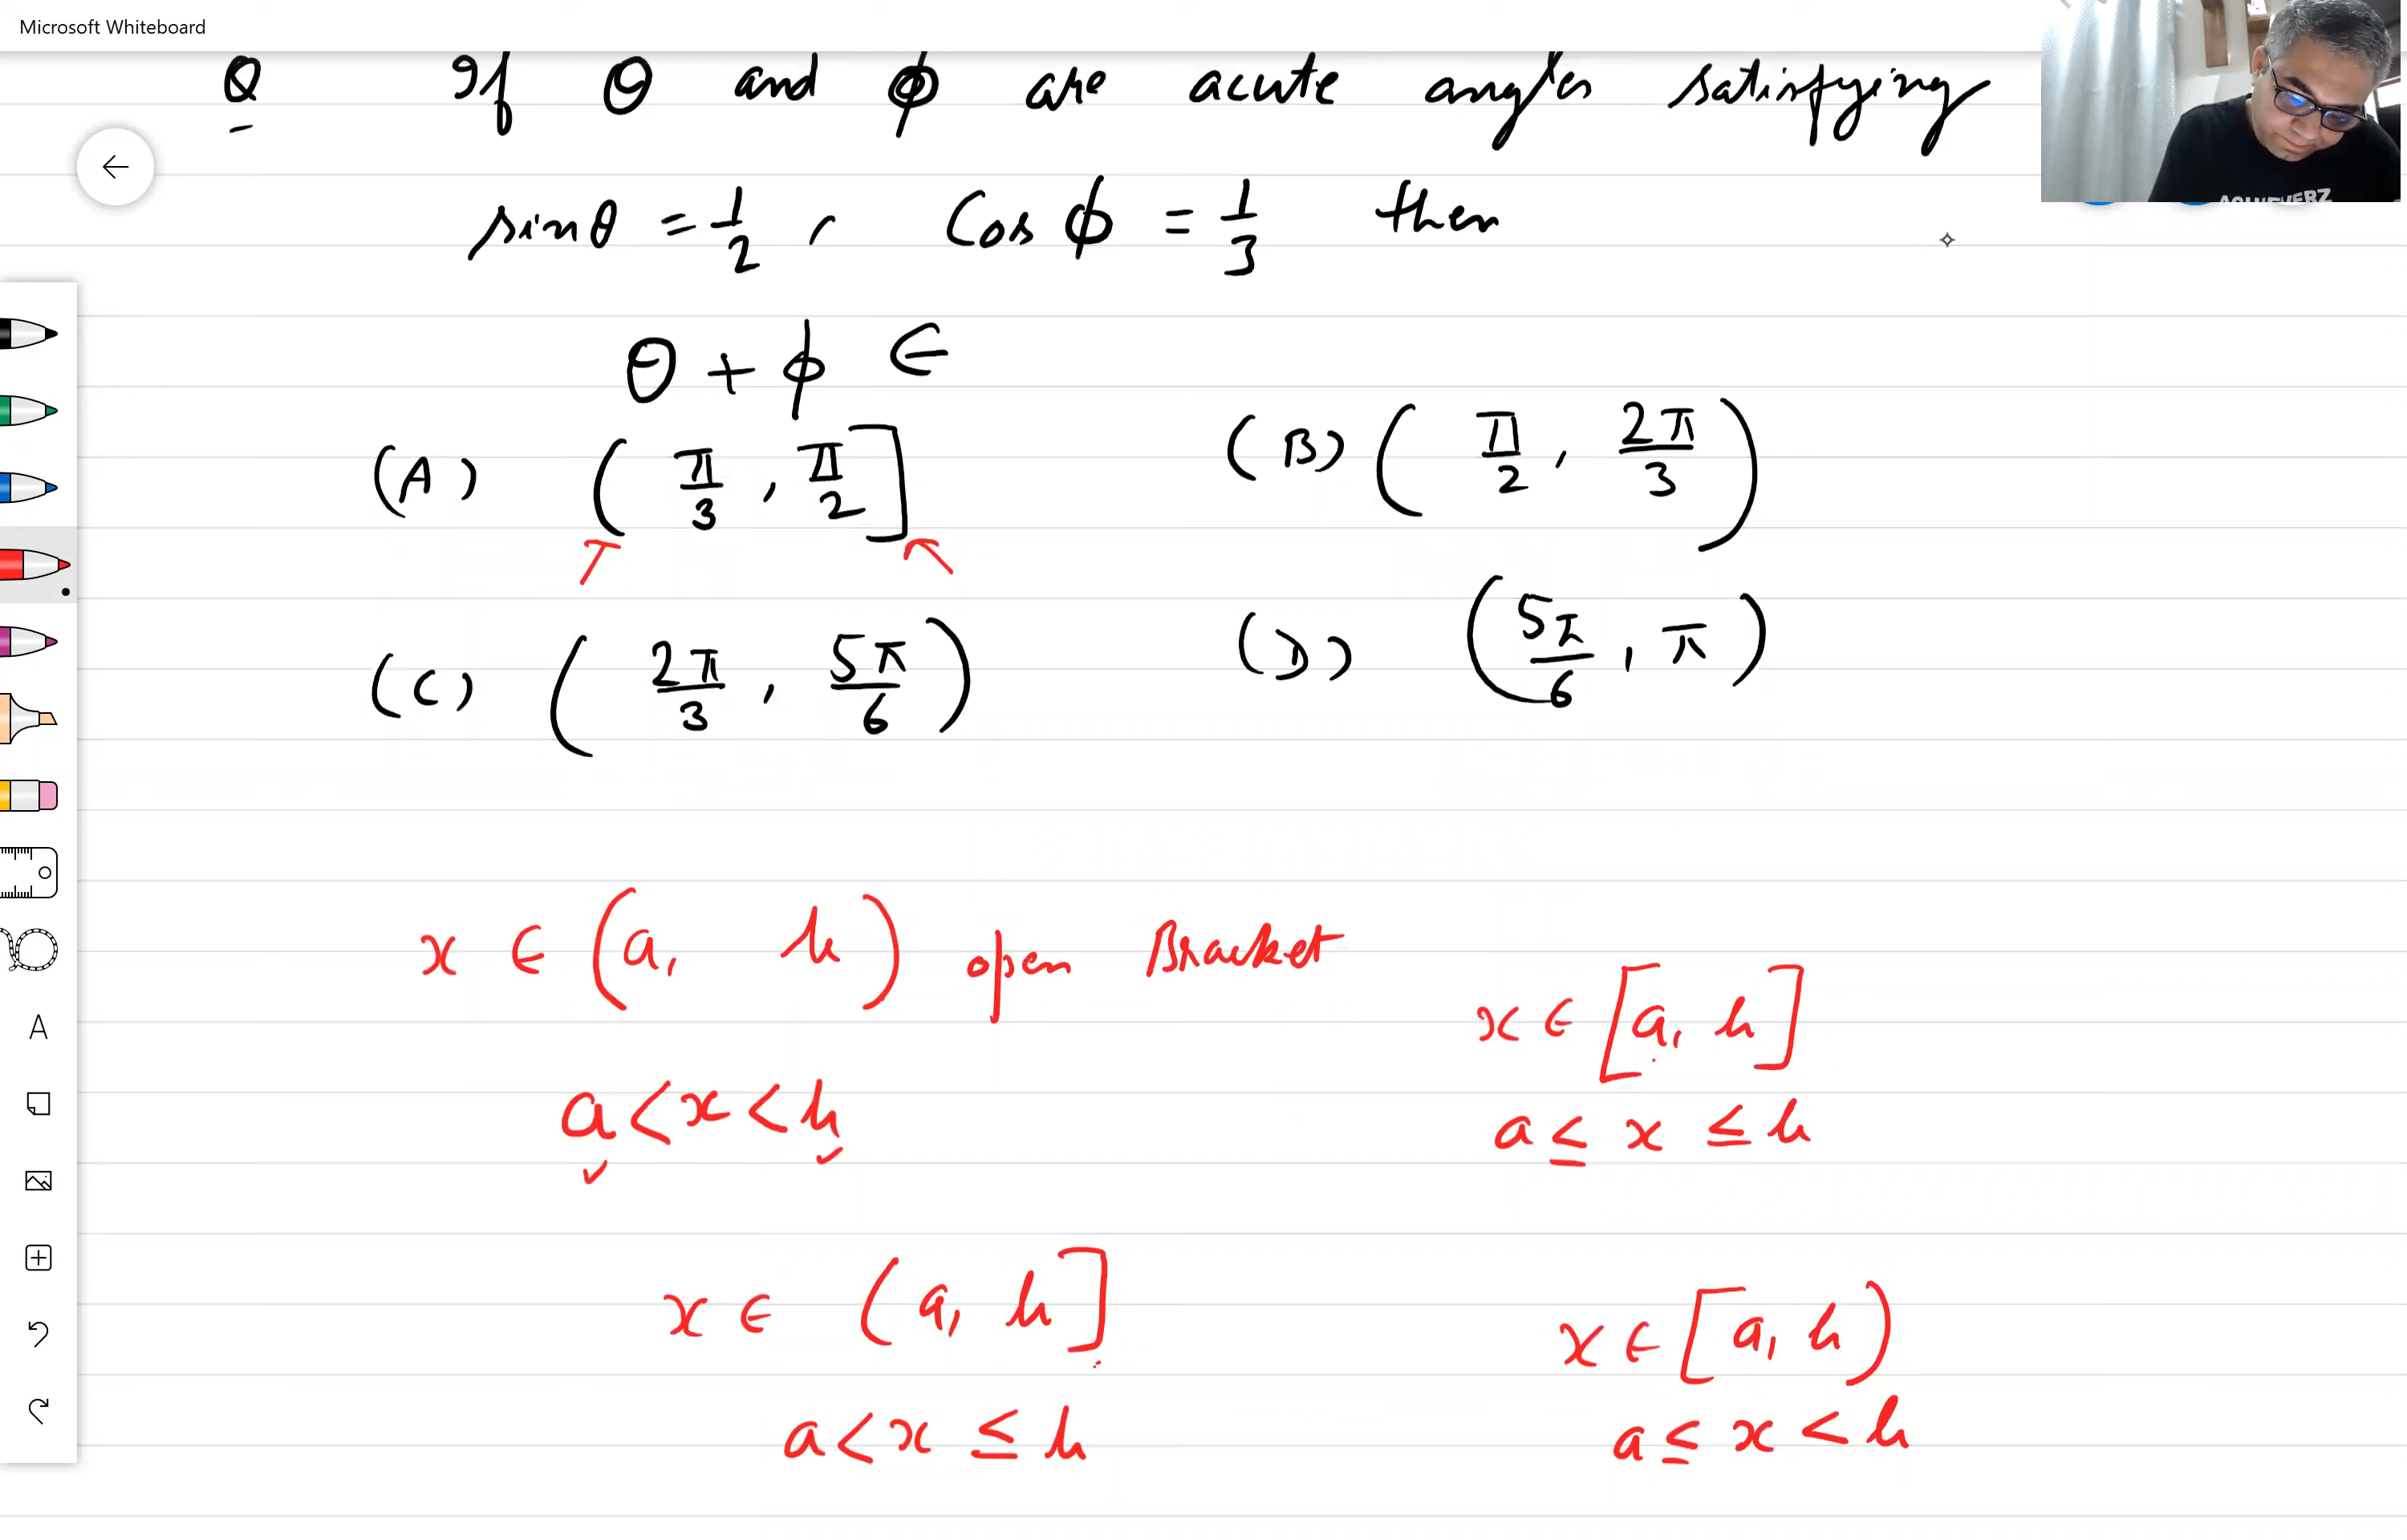 Microsoft Whiteboard
Q If θ and ϕ are acute angles satisfying
sinθ = 1/2 , Cos ϕ = 1/3 then
θ + ϕ ∈
(A) ( π/3 , π/2 ] (B) ( π/2 , 2π/3 )
(C) ( 2π/3 , 5π/6 ) (D) ( 5π/6 , π )
x ∈ (a, b) open Bracket
x ∈ [a, b]
a < x < b
a ≤ x ≤ b
x ∈ (a, b]
x ∈ [a, b)
a < x ≤ b
a ≤ x < b
A